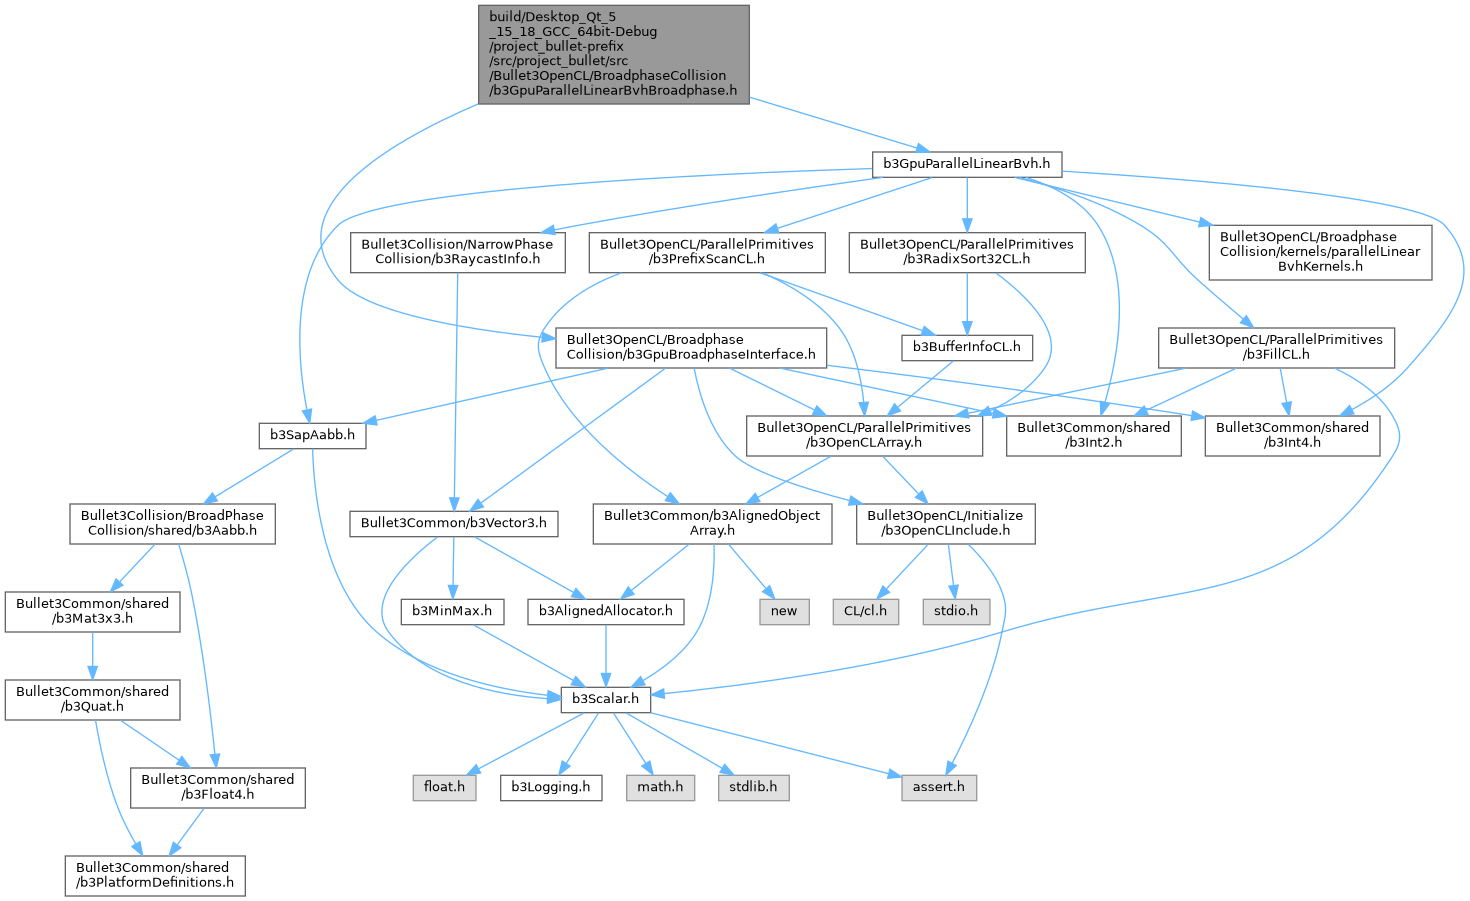 build/Desktop_Qt_5
_15_18_GCC_64bit-Debug
/project_bullet-prefix
/src/project_bullet/src
/Bullet3OpenCL/BroadphaseCollision
/b3GpuParallelLinearBvhBroadphase.h
b3GpuParallelLinearBvh.h
Bullet3Collision/NarrowPhase
Collision/b3RaycastInfo.h
Bullet3OpenCL/ParallelPrimitives
/b3PrefixScanCL.h
Bullet3OpenCL/ParallelPrimitives
/b3RadixSort32CL.h
Bullet3OpenCL/Broadphase
Collision/kernels/parallelLinear
BvhKernels.h
Bullet3OpenCL/Broadphase
Collision/b3GpuBroadphaseInterface.h
b3BufferInfoCL.h
Bullet3OpenCL/ParallelPrimitives
/b3FillCL.h
b3SapAabb.h
Bullet3OpenCL/ParallelPrimitives
/b3OpenCLArray.h
Bullet3Common/shared
/b3Int2.h
Bullet3Common/shared
/b3Int4.h
Bullet3Collision/BroadPhase
Collision/shared/b3Aabb.h
Bullet3Common/b3Vector3.h
Bullet3Common/b3AlignedObject
Array.h
Bullet3OpenCL/Initialize
/b3OpenCLInclude.h
Bullet3Common/shared
/b3Mat3x3.h
b3MinMax.h
b3AlignedAllocator.h
new
CL/cl.h
stdio.h
Bullet3Common/shared
/b3Quat.h
b3Scalar.h
Bullet3Common/shared
/b3Float4.h
float.h
b3Logging.h
math.h
stdlib.h
assert.h
Bullet3Common/shared
/b3PlatformDefinitions.h